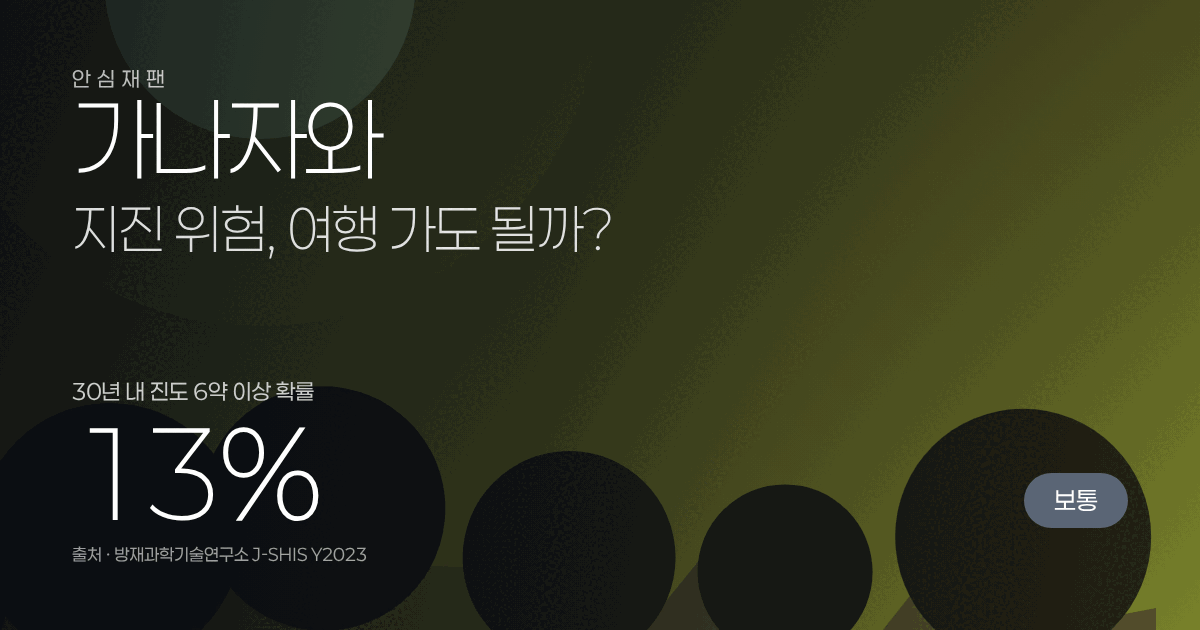 안심재팬
가나자와
지진 위험, 여행 가도 될까?
30년 내 진도 6약 이상 확률
13%
보통
출처 · 방재과학기술연구소 J-SHIS Y2023